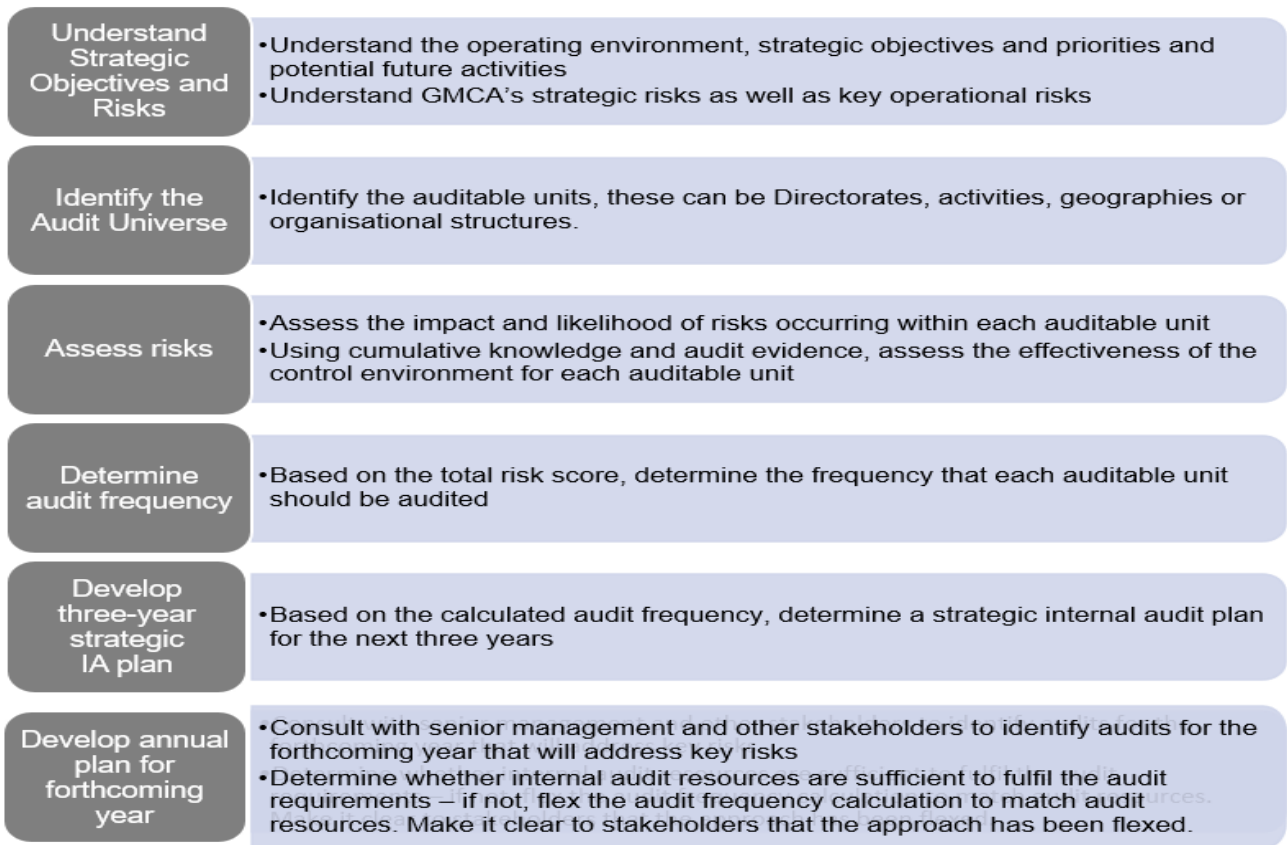 Understand
Strategic
Objectives and
Risks
•Understand the operating environment, strategic objectives and priorities and
potential future activities
•Understand GMCA's strategic risks as well as key operational risks
Identify the
Audit Universe
•Identify the auditable units, these can be Directorates, activities, geographies or
organisational structures.
Assess risks
•Assess the impact and likelihood of risks occurring within each auditable unit
•Using cumulative knowledge and audit evidence, assess the effectiveness of the
control environment for each auditable unit
Determine
audit frequency
•Based on the total risk score, determine the frequency that each auditable unit
should be audited
Develop
three-year
strategic
IA plan
•Based on the calculated audit frequency, determine a strategic internal audit plan
for the next three years
Develop annual
plan for
forthcoming
year
•Consult with senior management and other stakeholders to identify audits for the
forthcoming year that will address key risks
•Determine whether internal audit resources are sufficient to fulfil the audit
requirements – if not, flex the audit frequency calculation to match audit
resources. Make it clear to stakeholders that the approach has been flexed.